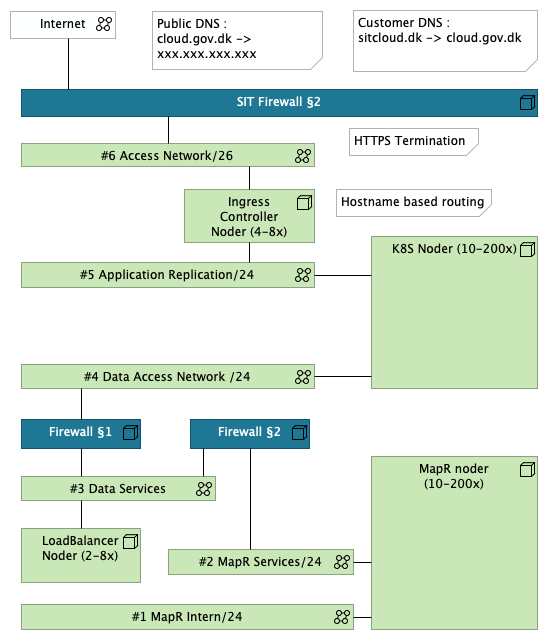 Internet
Public DNS :
cloud.gov.dk ->
xxx.xxx.xxx.xxx
Customer DNS :
sitcloud.dk -> cloud.gov.dk
SIT Firewall §2
HTTPS Termination
#6 Access Network/26
Ingress
Controller
Noder (4-8x)
Hostname based routing
K8S Noder (10-200x)
#5 Application Replication/24
#4 Data Access Network /24
Firewall §1
Firewall §2
MapR noder
(10-200x)
#3 Data Services
LoadBalancer
Noder (2-8x)
#2 MapR Services/24
#1 MapR Intern/24